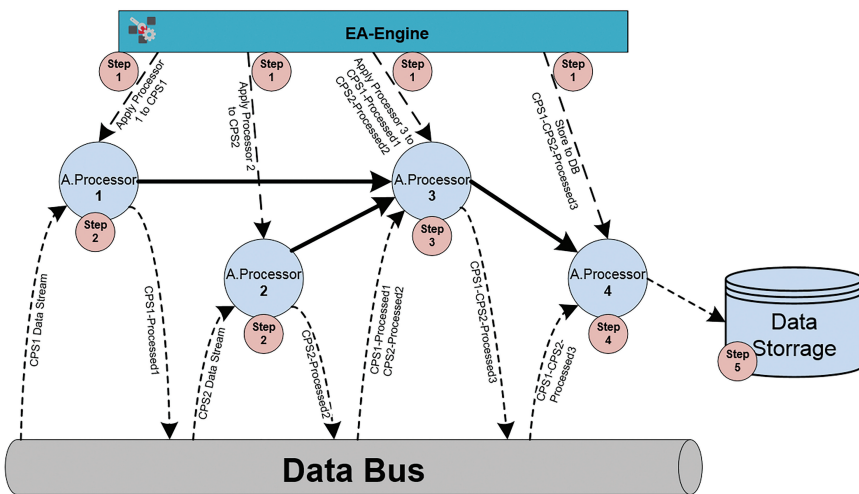 EA-Engine
Step
1
Step
1
Step
1
Step
1
Apply Processor
1 to CPS1
Apply Processor 2
to CPS2
Apply Processor 3 to
CPS1-Processed1
CPS2-Processed2
Store to DB
CPS1-CPS2-Processed3
A.Processor
1
Step
2
A.Processor
3
Step
3
A.Processor
2
Step
2
A.Processor
4
Step
4
Data
Storrage
Step
5
CPS1 Data Stream
CPS1-Processed1
CPS2 Data Stream
CPS2-Processed2
CPS1-Processed1
CPS2-Processed2
CPS1-CPS2-Processed3
CPS1-CPS2-
Processed3
Data Bus